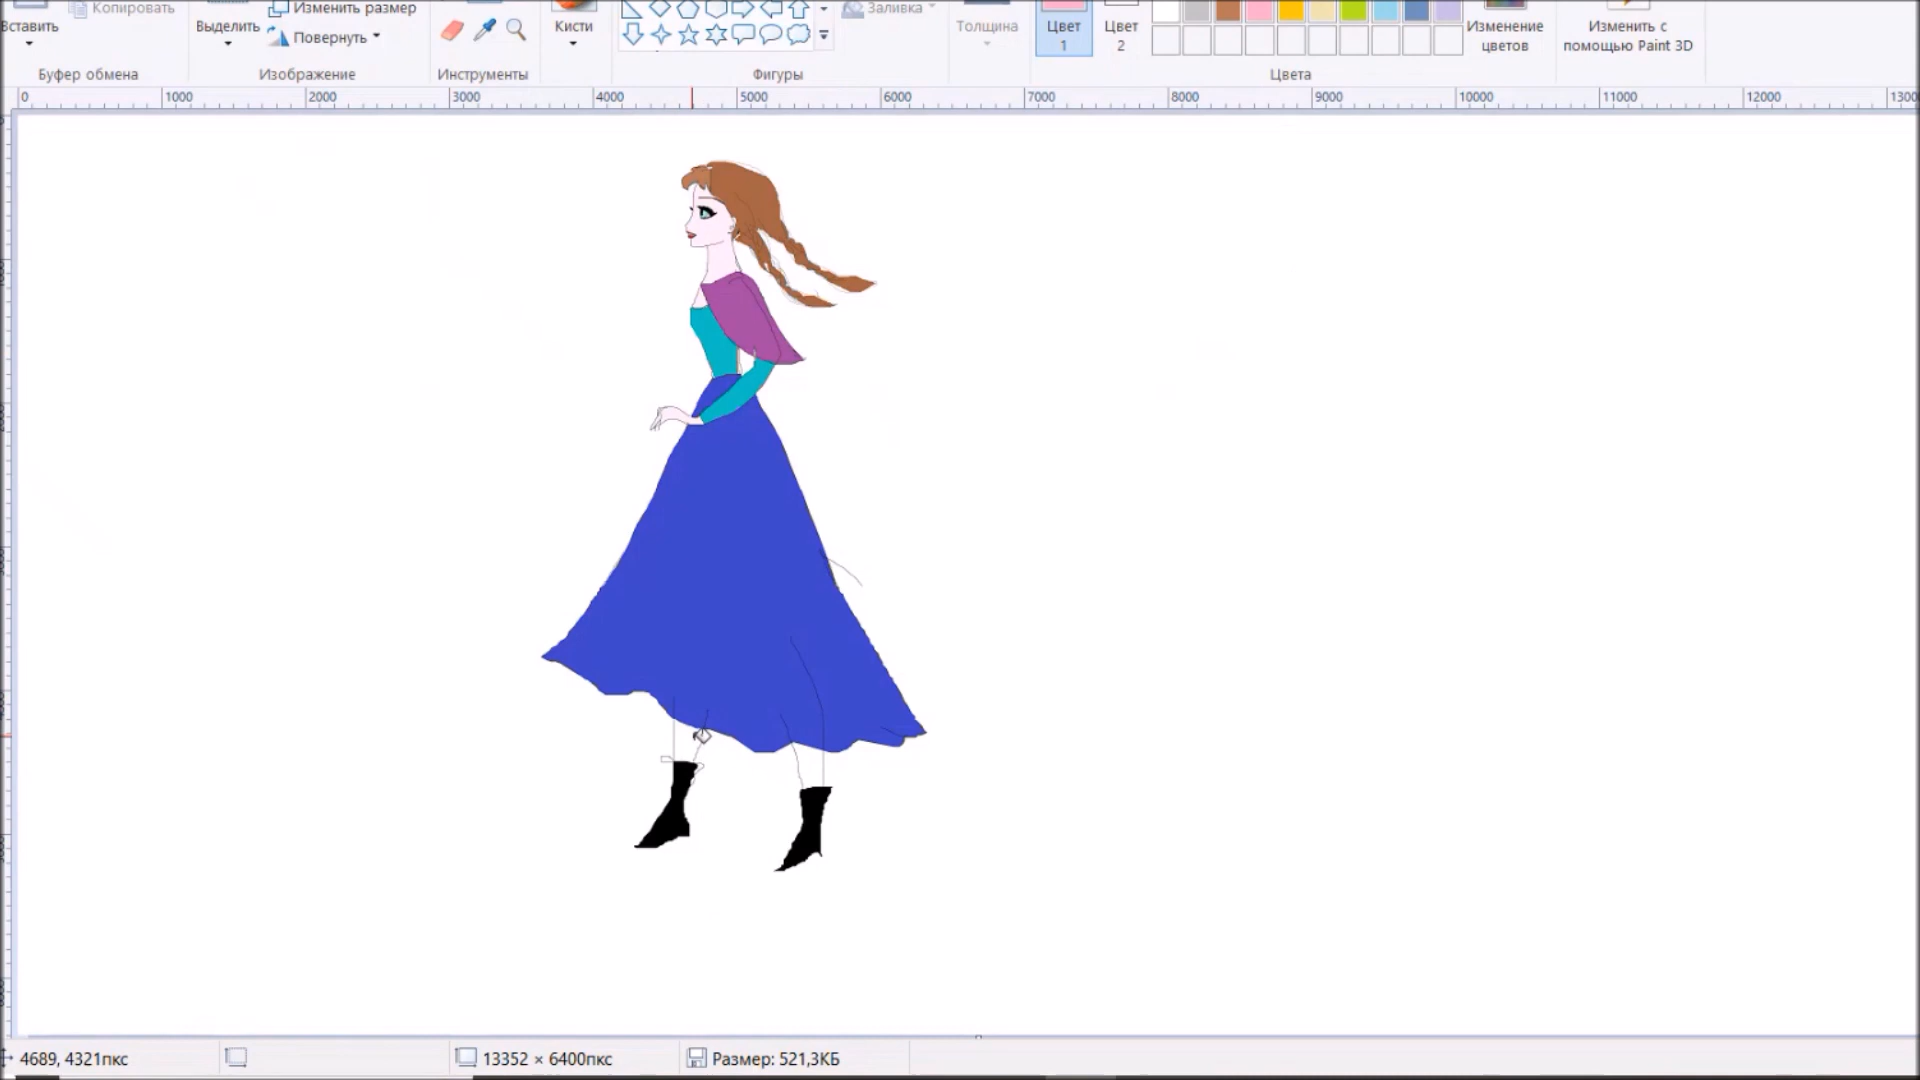 Вставить
Копировать
Выделить
Изменить размер
Повернуть
Кисти
Заливка
Толщина
Цвет
1
Цвет
2
Изменение
цветов
Изменить с
помощью Paint 3D
Буфер обмена
Изображение
Инструменты
Фигуры
Цвета
0 1000 2000 3000 4000 5000 6000 7000 8000 9000 10000 11000 12000 13000
4689, 4321пкс
13352 × 6400пкс
Размер: 521,3КБ